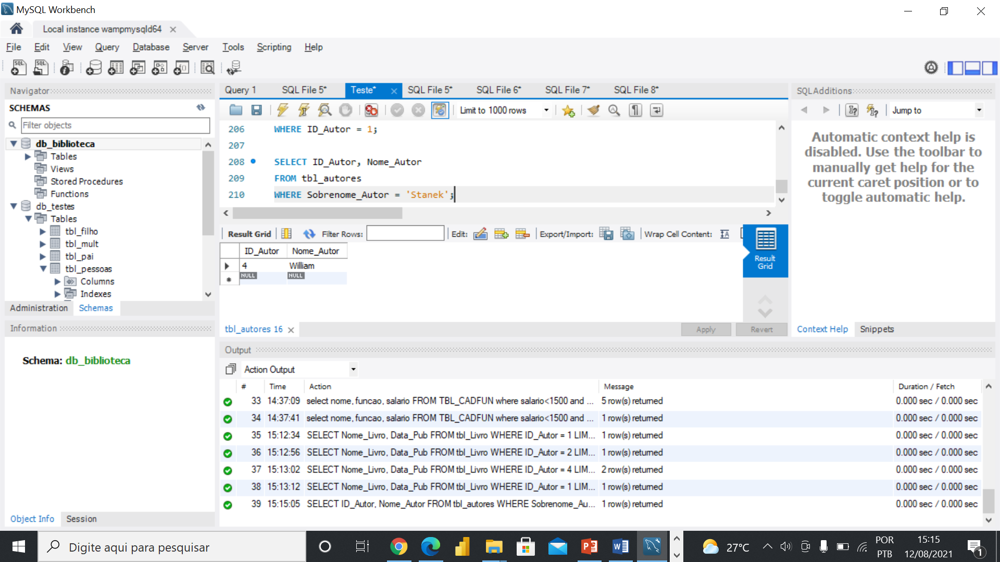 MySQL Workbench
Local instance wampmysqld64
File Edit View Query Database Server Tools Scripting Help
Navigator
SCHEMAS
Filter objects
db_biblioteca
Tables
Views
Stored Procedures
Functions
db_testes
Tables
tbl_filho
tbl_mult
tbl_pai
tbl_pessoas
Columns
Indexes
Administration Schemas
Information
Schema: db_biblioteca
Object Info Session
Query 1 SQL File 5* Teste* SQL File 5* SQL File 6* SQL File 7* SQL File 8*
Limit to 1000 rows
206 WHERE ID_Autor = 1;
207
208 SELECT ID_Autor, Nome_Autor
209 FROM tbl_autores
210 WHERE Sobrenome_Autor = 'Stanek';
Result Grid Filter Rows: Edit: Export/Import: Wrap Cell Content:
ID_Autor Nome_Autor
4 William
NULL NULL
Result
Grid
tbl_autores 16 Apply Revert
SQLAdditions
Jump to
Automatic context help is
disabled. Use the toolbar to
manually get help for the
current caret position or to
toggle automatic help.
Context Help Snippets
Output
Action Output
# Time Action Message Duration / Fetch
33 14:37:09 select nome, funcao, salario FROM TBL_CADFUN where salario<1500 and ... 5 row(s) returned 0.000 sec / 0.000 sec
34 14:37:41 select nome, funcao, salario FROM TBL_CADFUN where salario<1500 and ... 1 row(s) returned 0.000 sec / 0.000 sec
35 15:12:34 SELECT Nome_Livro, Data_Pub FROM tbl_Livro WHERE ID_Autor = 1 LIM... 1 row(s) returned 0.000 sec / 0.000 sec
36 15:12:56 SELECT Nome_Livro, Data_Pub FROM tbl_Livro WHERE ID_Autor = 2 LIM... 1 row(s) returned 0.000 sec / 0.000 sec
37 15:13:02 SELECT Nome_Livro, Data_Pub FROM tbl_Livro WHERE ID_Autor = 4 LIM... 2 row(s) returned 0.000 sec / 0.000 sec
38 15:13:12 SELECT Nome_Livro, Data_Pub FROM tbl_Livro WHERE ID_Autor = 1 LIM... 1 row(s) returned 0.000 sec / 0.000 sec
39 15:15:05 SELECT ID_Autor, Nome_Autor FROM tbl_autores WHERE Sobrenome_Au... 1 row(s) returned 0.000 sec / 0.000 sec
Digite aqui para pesquisar
27°C
POR
PTB
15:15
12/08/2021
1